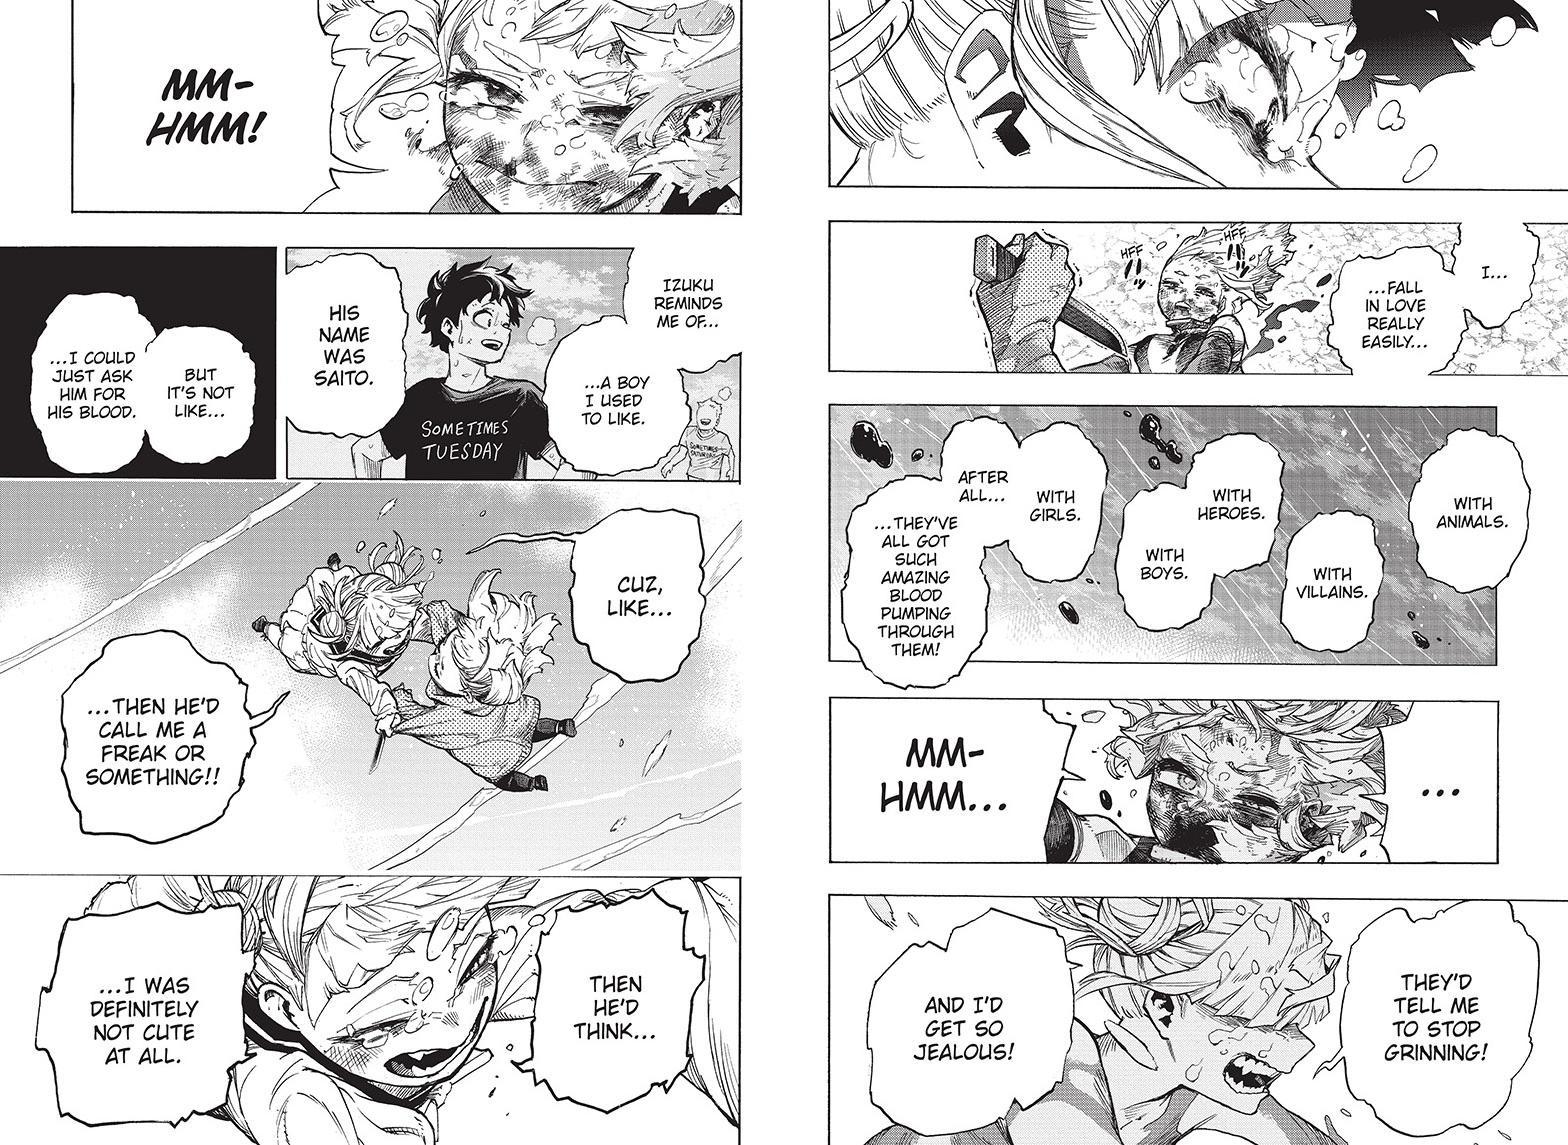 I...
...FALL
IN LOVE
REALLY
EASILY...
HFF
HFF
WITH
ANIMALS.
WITH
VILLAINS.
WITH
HEROES.
WITH
BOYS.
WITH
GIRLS.
AFTER
ALL...
...THEY'VE
ALL GOT
SUCH
AMAZING
BLOOD
PUMPING
THROUGH
THEM!
...
MM-
HMM...
THEY'D
TELL ME
TO STOP
GRINNING!
AND I'D
GET SO
JEALOUS!
MM-
HMM!
IZUKU
REMINDS
ME OF...
...A BOY
I USED
TO LIKE.
SOMETIMES
SATURDAY
SOMETIMES
TUESDAY
HIS
NAME
WAS
SAITO.
BUT
IT'S NOT
LIKE...
...I COULD
JUST ASK
HIM FOR
HIS BLOOD.
CUZ,
LIKE...
...THEN HE'D
CALL ME A
FREAK OR
SOMETHING!!
THEN
HE'D
THINK...
...I WAS
DEFINITELY
NOT CUTE
AT ALL.